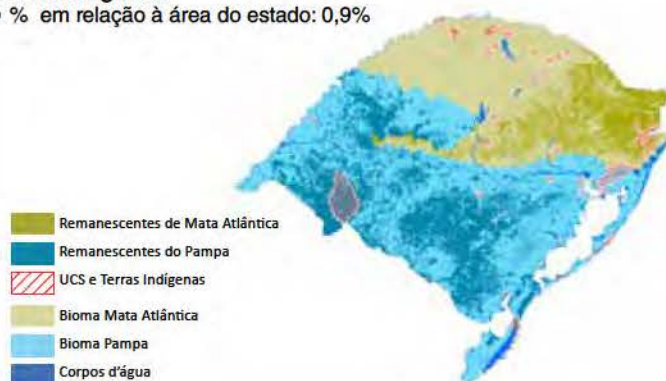 % em relação à área do estado: 0,9%
Remanescentes de Mata Atlântica
Remanescentes do Pampa
UCS e Terras Indígenas
Bioma Mata Atlântica
Bioma Pampa
Corpos d'água